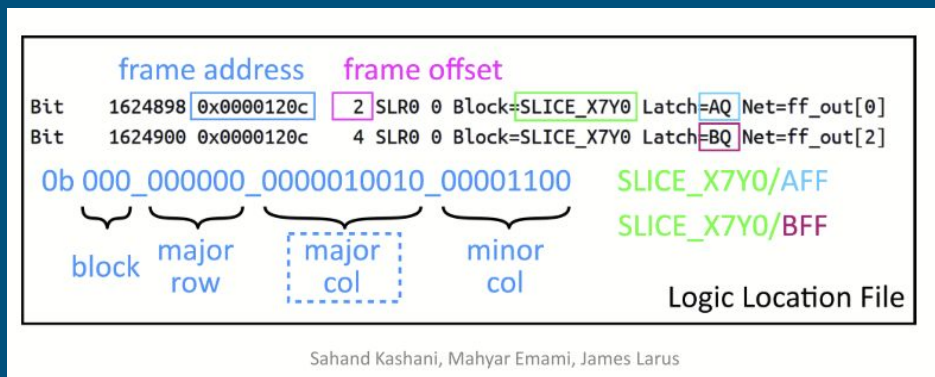 frame address frame offset
Bit 1624898 0x0000120c 2 SLR0 0 Block=SLICE_X7Y0 Latch=AQ Net=ff_out[0]
Bit 1624900 0x0000120c 4 SLR0 0 Block=SLICE_X7Y0 Latch=BQ Net=ff_out[2]
0b 000_000000_0000010010_00001100 SLICE_X7Y0/AFF
SLICE_X7Y0/BFF
block major row major col minor col
Logic Location File
Sahand Kashani, Mahyar Emami, James Larus